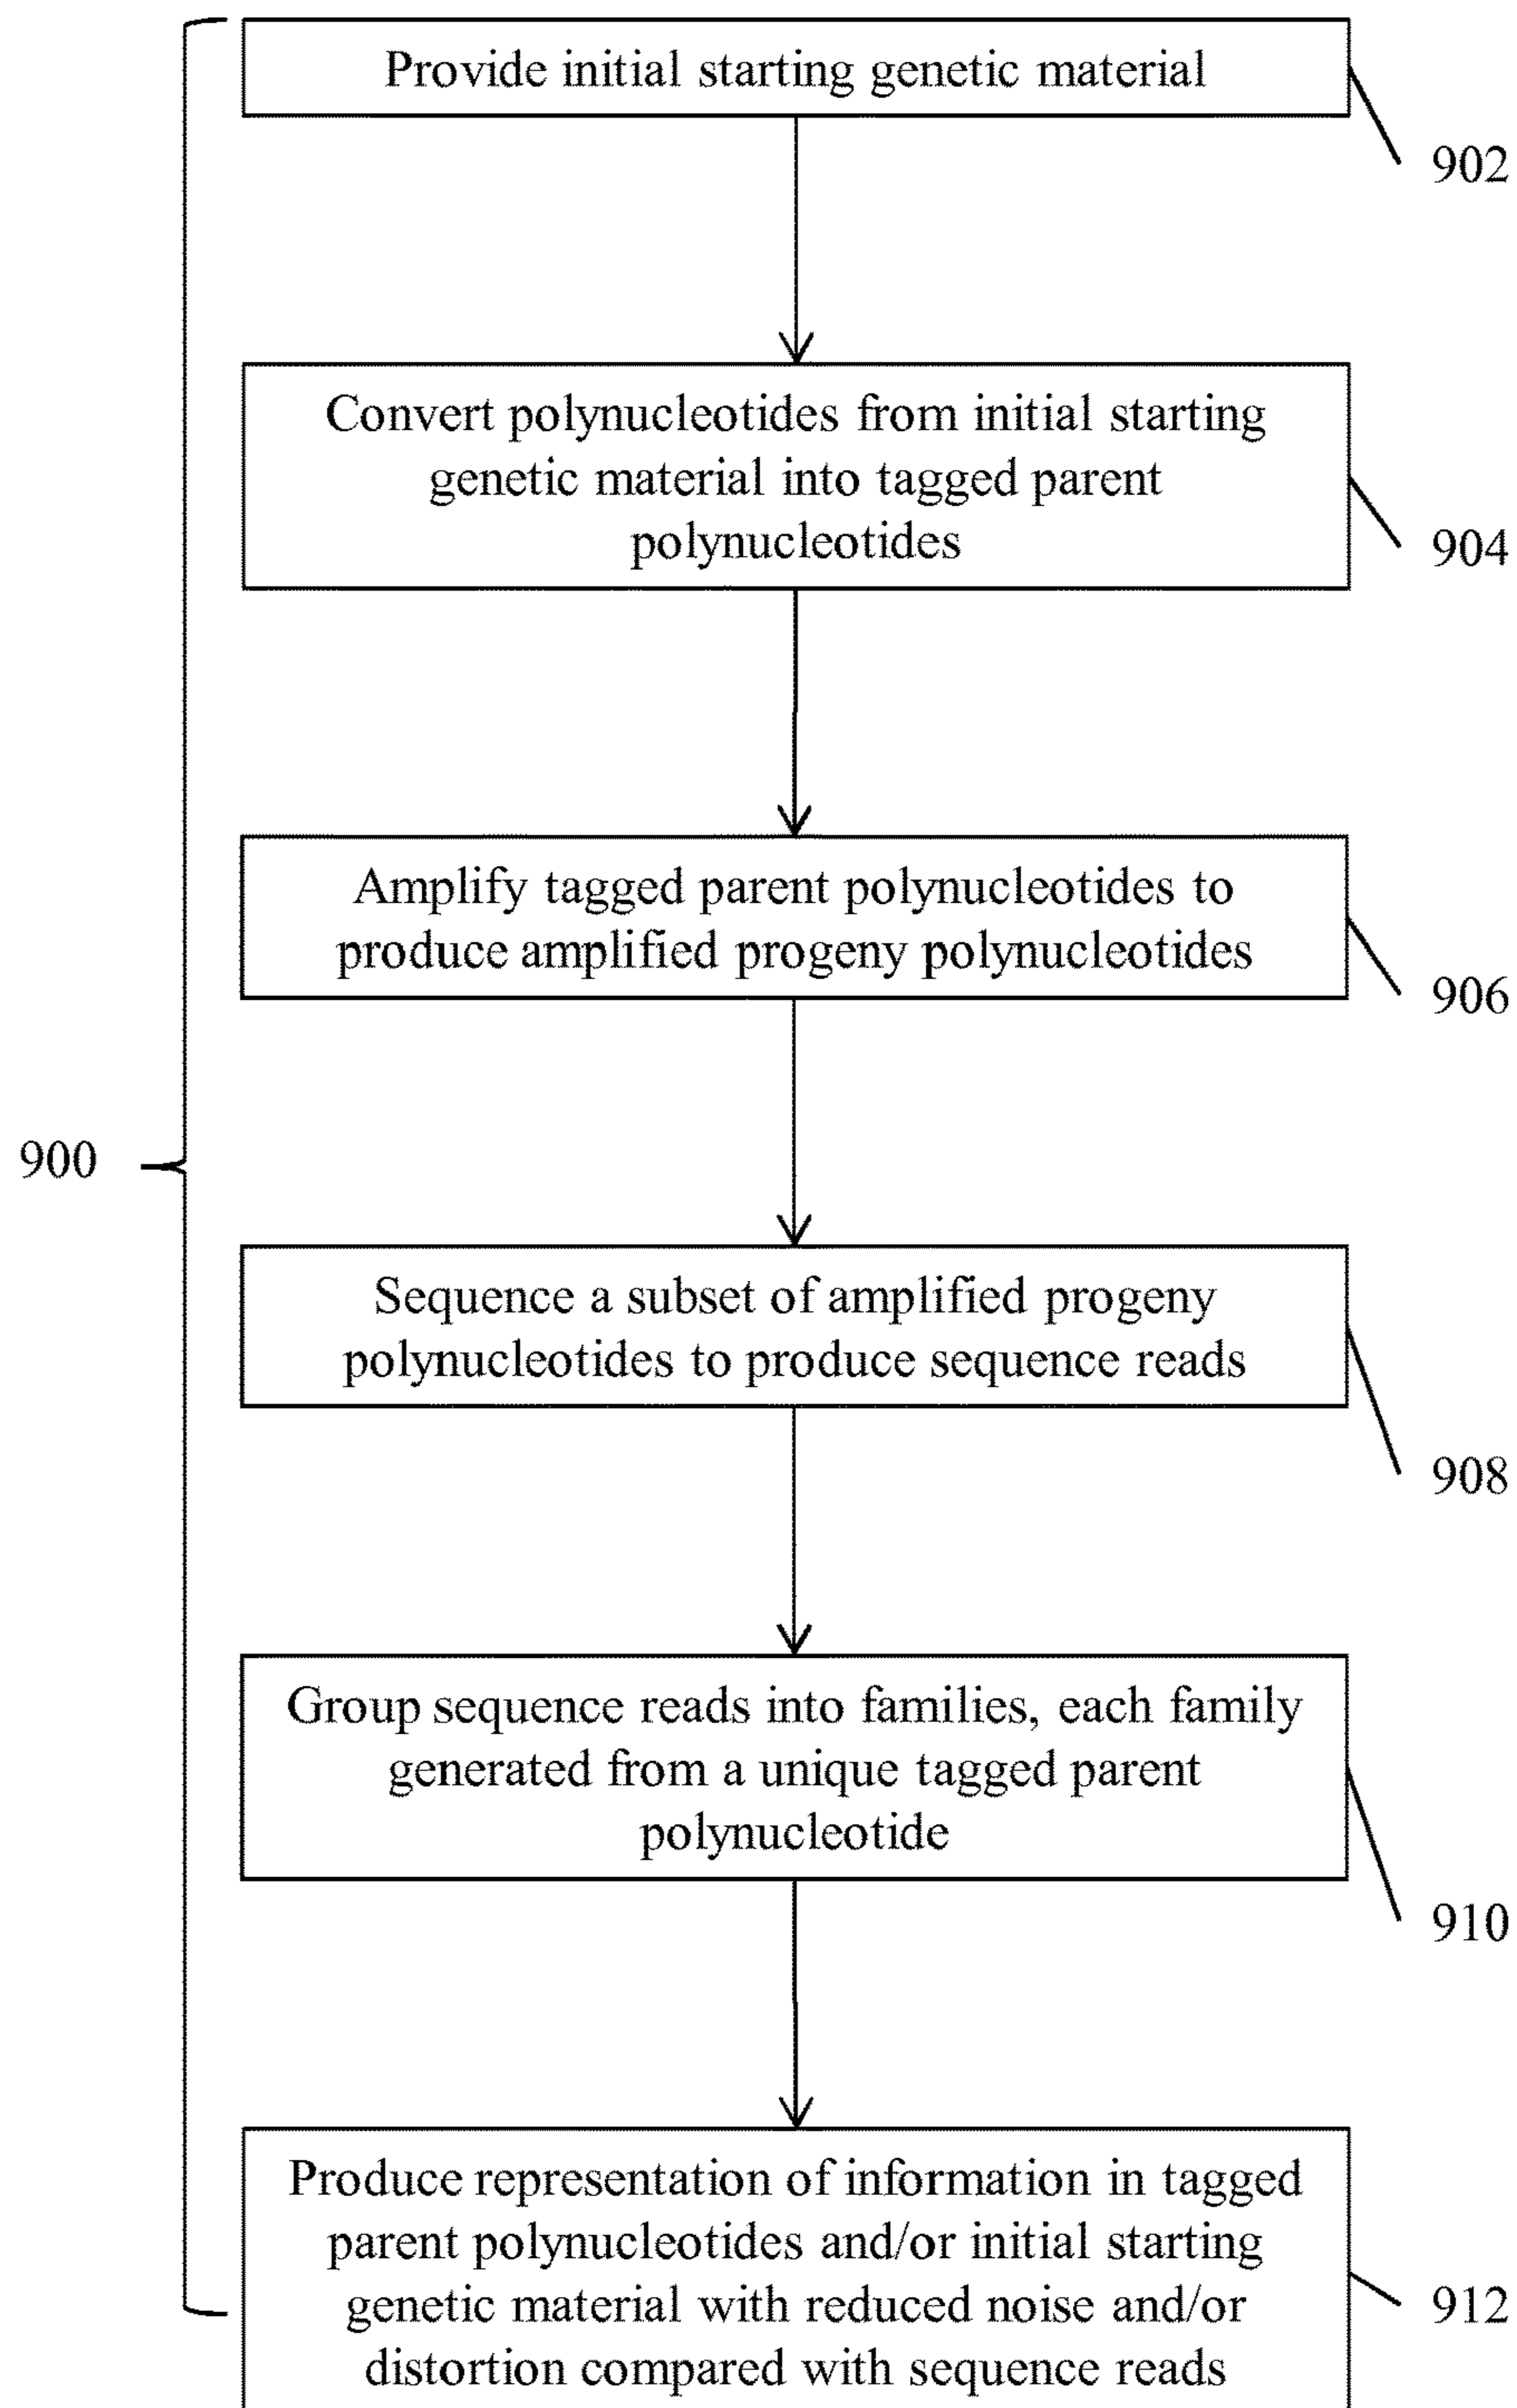 Provide initial starting genetic material
902
Convert polynucleotides from initial starting
genetic material into tagged parent
polynucleotides
904
Amplify tagged parent polynucleotides to
produce amplified progeny polynucleotides
906
900
Sequence a subset of amplified progeny
polynucleotides to produce sequence reads
908
Group sequence reads into families, each family
generated from a unique tagged parent
polynucleotide
910
Produce representation of information in tagged
parent polynucleotides and/or initial starting
genetic material with reduced noise and/or
distortion compared with sequence reads
912